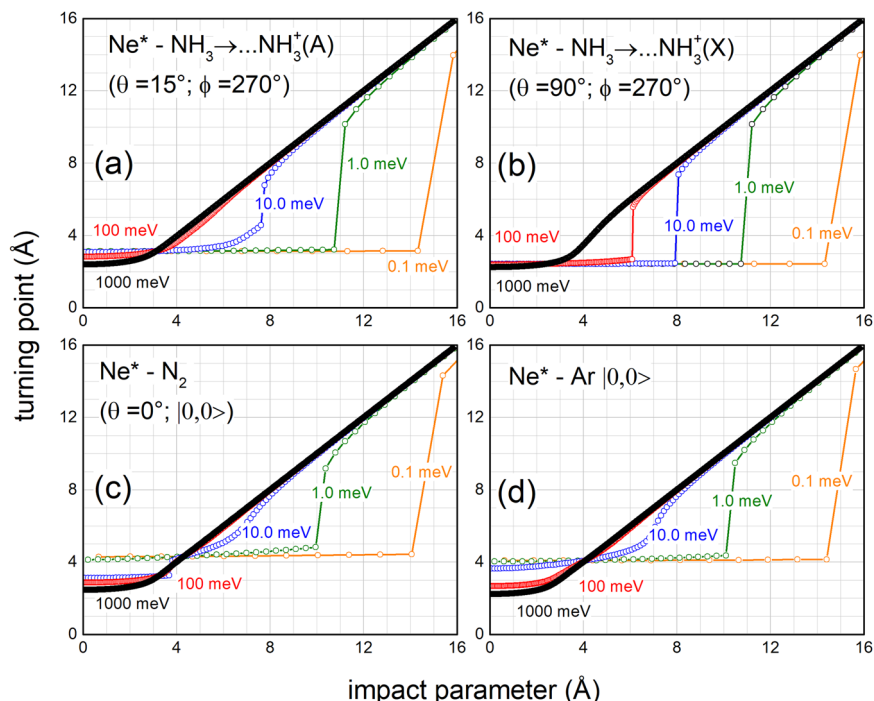 Ne* - NH₃→...NH₃⁺(A)
(θ =15°; ϕ =270°)
(a)
100 meV
1000 meV
10.0 meV
1.0 meV
0.1 meV
16
12
8
4
0
0 4 8 12 16
Ne* - NH₃→...NH₃⁺(X)
(θ =90°; ϕ =270°)
(b)
100 meV
1000 meV
10.0 meV
1.0 meV
0.1 meV
16
12
8
4
0
0 4 8 12 16
Ne* - N₂
(θ =0°; |0,0>)
(c)
0.1 meV
1.0 meV
10.0 meV
100 meV
1000 meV
16
12
8
4
0
0 4 8 12 16
Ne* - Ar |0,0>
(d)
0.1 meV
1.0 meV
10.0 meV
100 meV
1000 meV
16
12
8
4
0
0 4 8 12 16
turning point (Å)
impact parameter (Å)